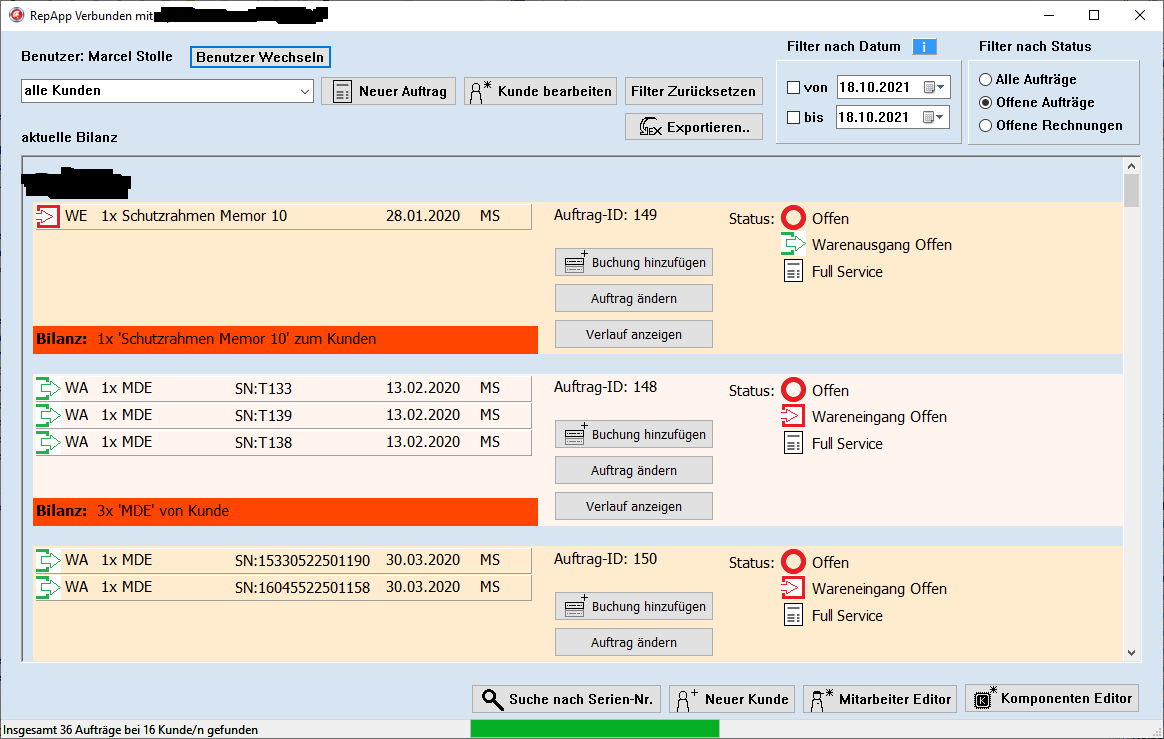 RepApp Verbunden mit
Benutzer: Marcel Stolle
Benutzer Wechseln
Filter nach Datum
i
Filter nach Status
alle Kunden
Neuer Auftrag
Kunde bearbeiten
Filter Zurücksetzen
Exportieren..
von 18.10.2021
bis 18.10.2021
Alle Aufträge
Offene Aufträge
Offene Rechnungen
aktuelle Bilanz
WE 1x Schutzrahmen Memor 10 28.01.2020 MS
Auftrag-ID: 149
Status: Offen
Warenausgang Offen
Full Service
Buchung hinzufügen
Auftrag ändern
Verlauf anzeigen
Bilanz: 1x 'Schutzrahmen Memor 10' zum Kunden
WA 1x MDE SN:T133 13.02.2020 MS
WA 1x MDE SN:T139 13.02.2020 MS
WA 1x MDE SN:T138 13.02.2020 MS
Auftrag-ID: 148
Status: Offen
Wareneingang Offen
Full Service
Buchung hinzufügen
Auftrag ändern
Verlauf anzeigen
Bilanz: 3x 'MDE' von Kunde
WA 1x MDE SN:15330522501190 30.03.2020 MS
WA 1x MDE SN:16045522501158 30.03.2020 MS
Auftrag-ID: 150
Status: Offen
Wareneingang Offen
Full Service
Buchung hinzufügen
Auftrag ändern
Suche nach Serien-Nr.
Neuer Kunde
Mitarbeiter Editor
Komponenten Editor
Insgesamt 36 Aufträge bei 16 Kunde/n gefunden